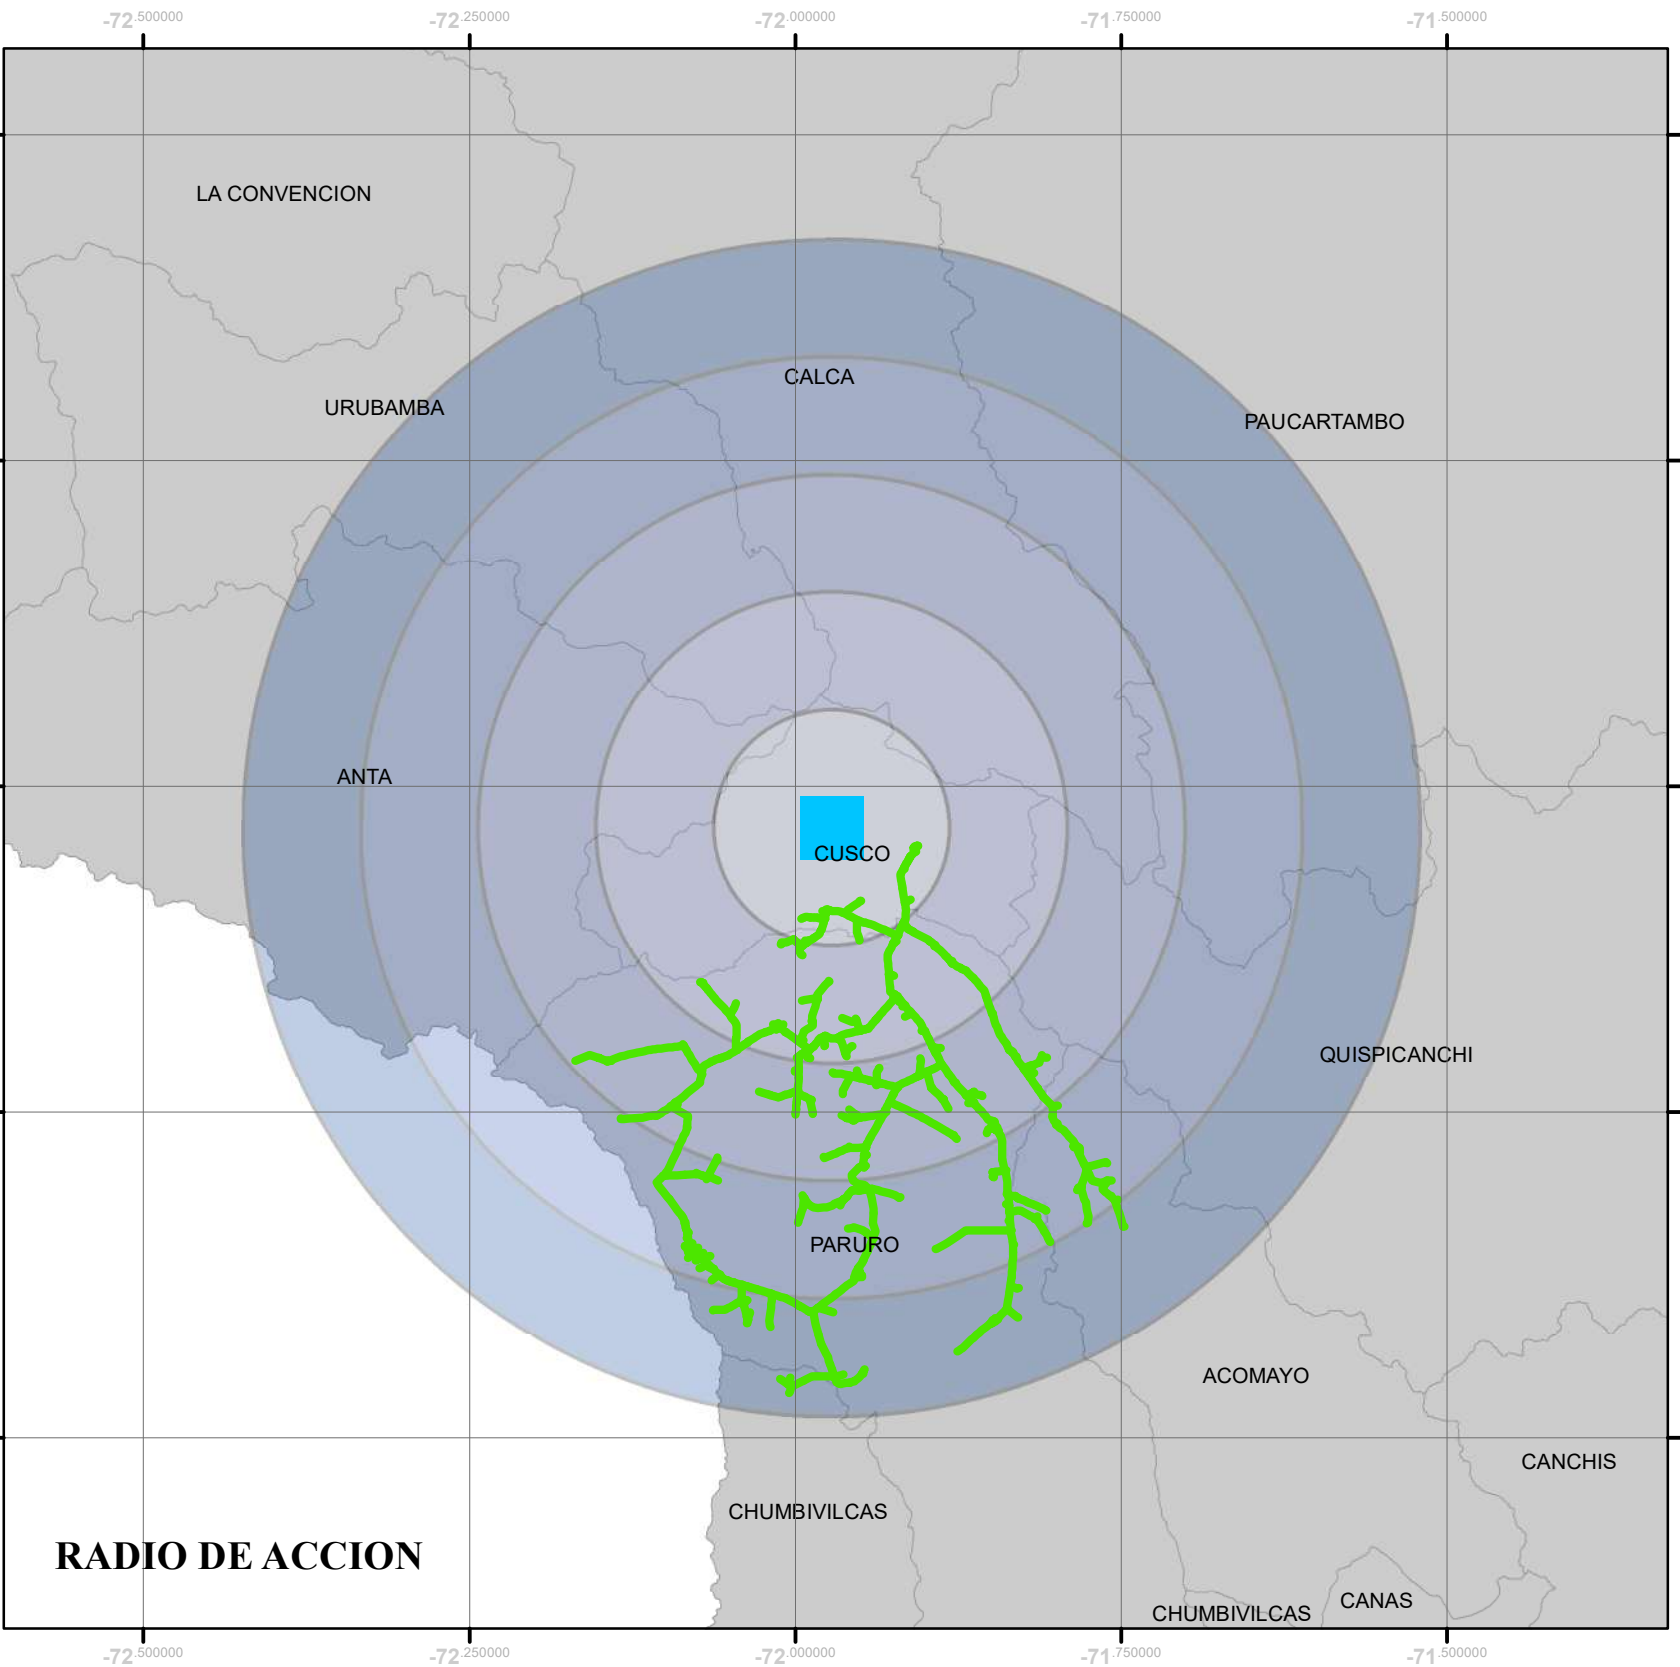 -72.500000 -72.250000 -72.000000 -71.750000 -71.500000
LA CONVENCION
CALCA
URUBAMBA
PAUCARTAMBO
ANTA
CUSCO
QUISPICANCHI
PARURO
ACOMAYO
CANCHIS
CHUMBIVILCAS
RADIO DE ACCION
CANAS
CHUMBIVILCAS
-72.500000 -72.250000 -72.000000 -71.750000 -71.500000